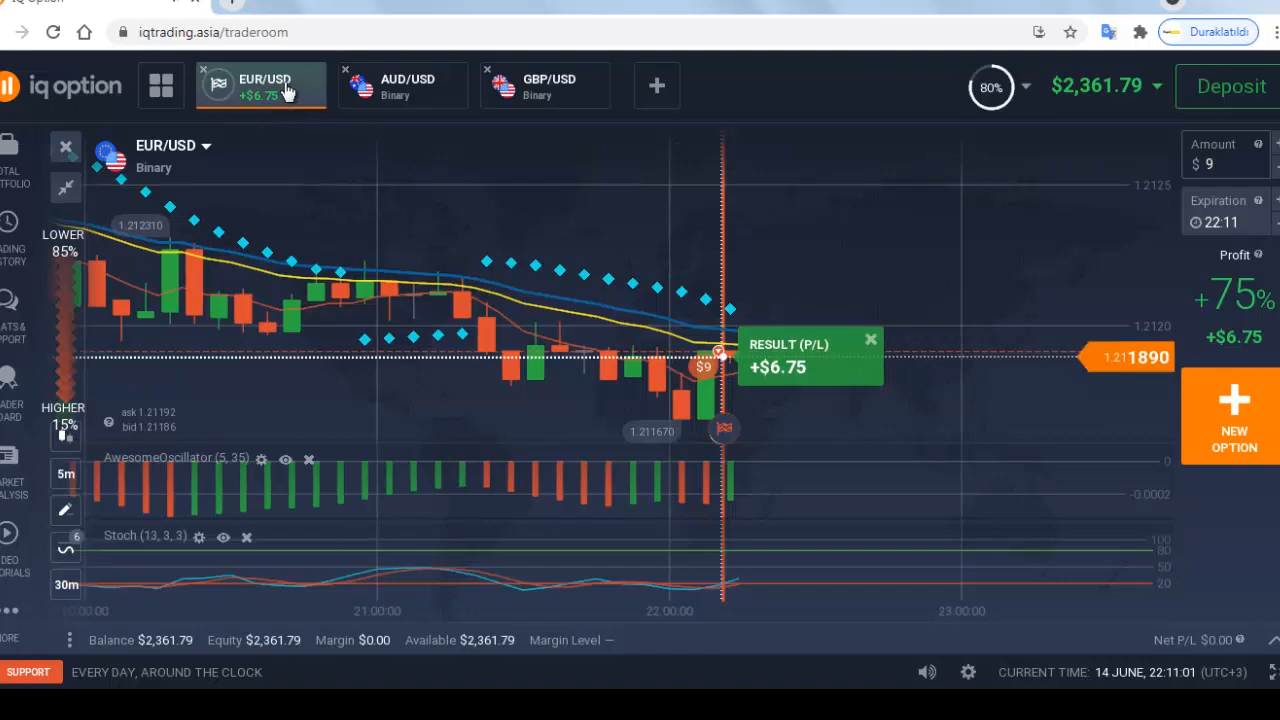 IQ Option
iqtrading.asia/traderoom
Duraklatıldı
iq option
EUR/USD
+$6.75
AUD/USD
Binary
GBP/USD
Binary
80%
$2,361.79
Deposit
EUR/USD
Binary
LOWER
85%
HIGHER
15%
1.212310
1.211670
ask 1.21192
bid 1.21186
1.2125
1.2120
1.211890
RESULT (P/L)
+$6.75
$9
Amount
$ 9
Expiration
22:11
Profit
+75%
+$6.75
NEW
OPTION
5m
6
30m
AwesomeOscillator (5, 35)
0
-0.0002
Stoch (13, 3, 3)
100
80
50
20
21:00:00
22:00:00
23:00:00
Balance $2,361.79 Equity $2,361.79 Margin $0.00 Available $2,361.79 Margin Level —
Net P/L $0.00
SUPPORT
EVERY DAY, AROUND THE CLOCK
CURRENT TIME: 14 JUNE, 22:11:01 (UTC+3)